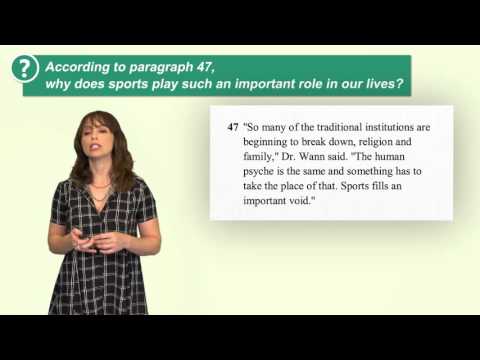 ?
According to paragraph 47,
why does sports play such an important role in our lives?
47 "So many of the traditional institutions are
beginning to break down, religion and
family," Dr. Wann said. "The human
psyche is the same and something has to
take the place of that. Sports fills an
important void."